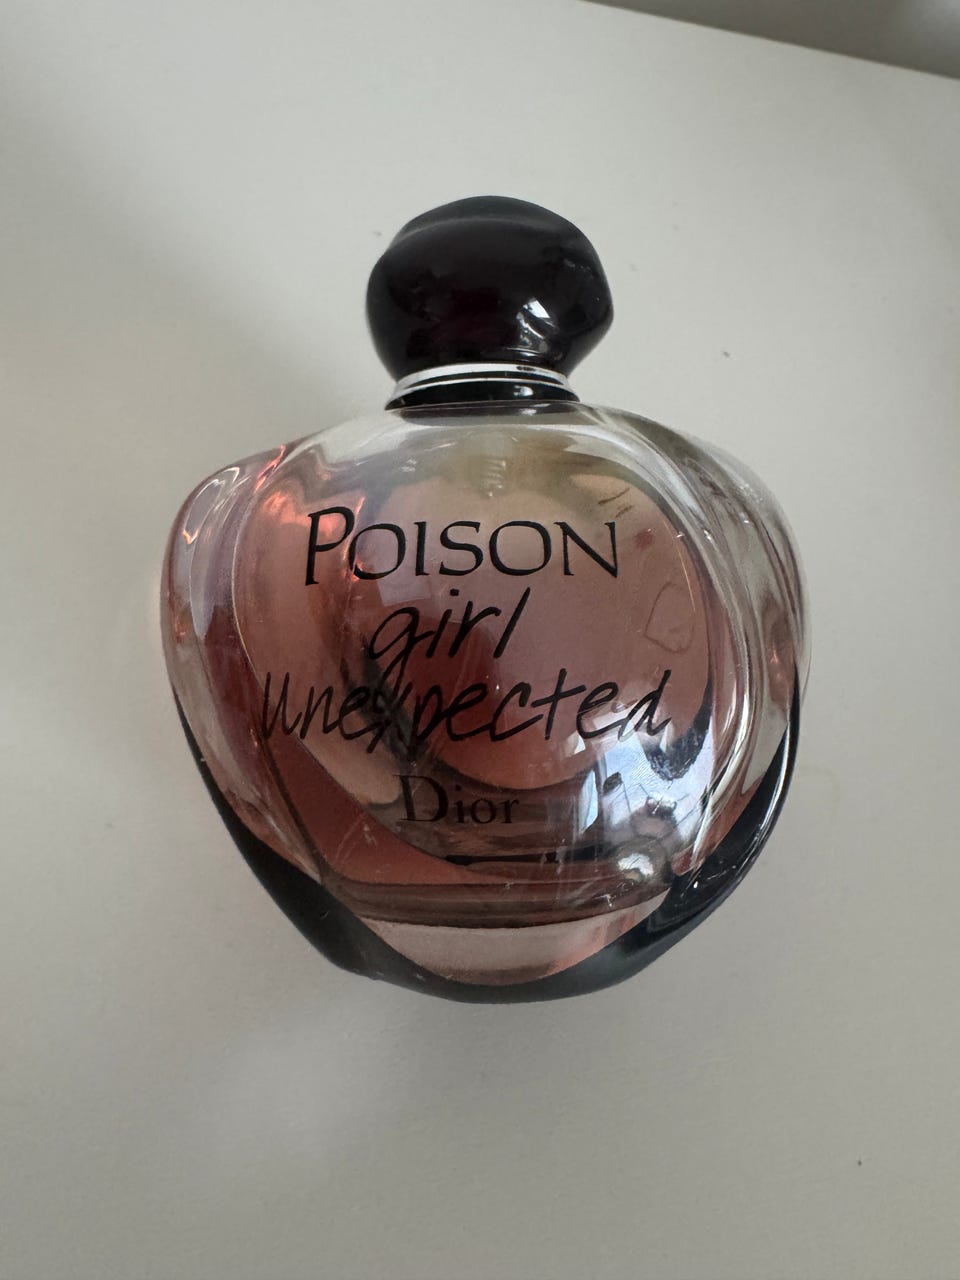 POISON
girl
unexpected
Dior